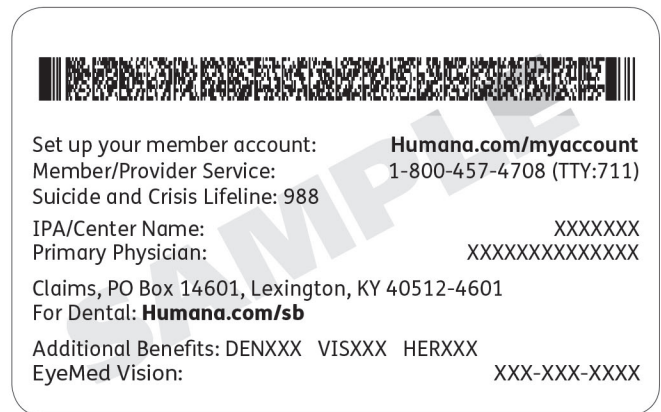 Set up your member account: Humana.com/myaccount
Member/Provider Service: 1-800-457-4708 (TTY:711)
Suicide and Crisis Lifeline: 988
IPA/Center Name: XXXXXXX
Primary Physician: XXXXXXXXXXXXXX
Claims, PO Box 14601, Lexington, KY 40512-4601
For Dental: Humana.com/sb
Additional Benefits: DENXXX VISXXX HERXXX
EyeMed Vision: XXX-XXX-XXXX
SAMPLE